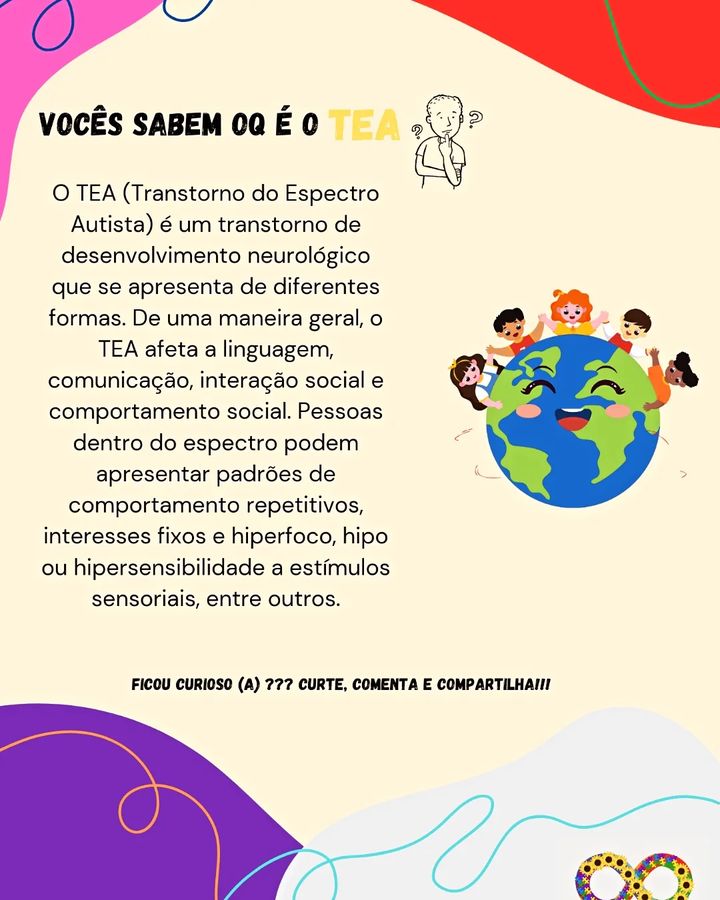 VOCÊS SABEM OQ É O TEA
O TEA (Transtorno do Espectro
Autista) é um transtorno de
desenvolvimento neurológico
que se apresenta de diferentes
formas. De uma maneira geral, o
TEA afeta a linguagem,
comunicação, interação social e
comportamento social. Pessoas
dentro do espectro podem
apresentar padrões de
comportamento repetitivos,
interesses fixos e hiperfoco, hipo
ou hipersensibilidade a estímulos
sensoriais, entre outros.
FICOU CURIOSO (A) ??? CURTE, COMENTA E COMPARTILHA!!!